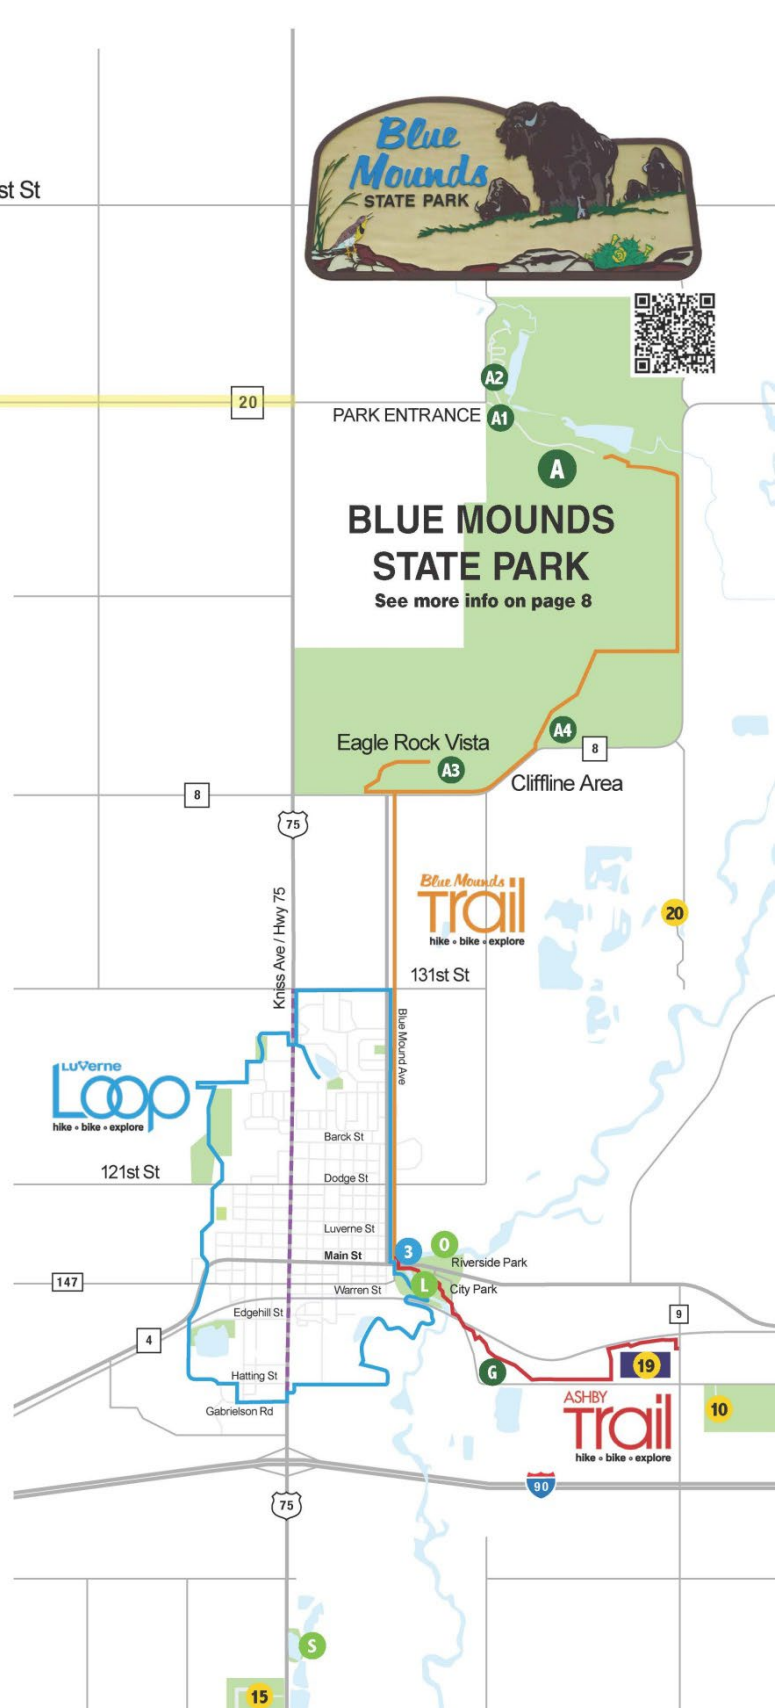 Blue
Mounds
STATE PARK
st St
A2
20
PARK ENTRANCE
A1
A
BLUE MOUNDS
STATE PARK
See more info on page 8
Eagle Rock Vista
A4
8
A3
Cliffline Area
8
75
Kniss Ave / Hwy 75
Blue Mounds
Trail
hike • bike • explore
20
131st St
Blue Mound Ave
LUVerne
Loop
hike • bike • explore
Barck St
121st St
Dodge St
Luverne St
Main St
3
O
Riverside Park
147
Warren St
L
City Park
Edgehill St
9
4
19
Hatting St
G
Gabrielson Rd
ASHBY
Trail
hike • bike • explore
10
90
75
S
15